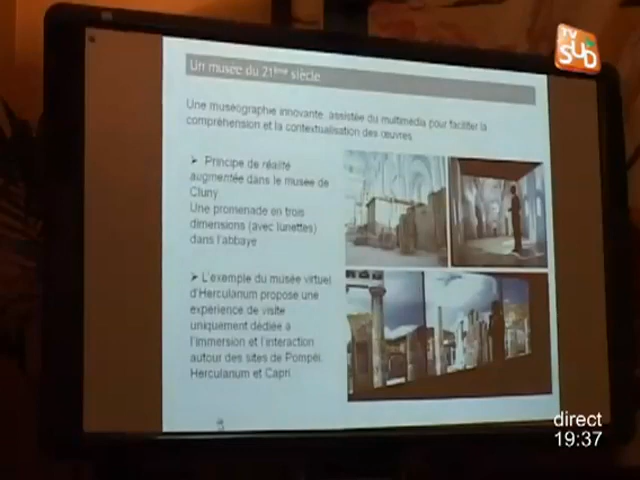 TV
SUD
Un musée du 21ème siècle
Une muséographie innovante, assistée du multimédia pour faciliter la
compréhension et la contextualisation des œuvres
➤ Principe de réalité
augmentée dans le musée de
Cluny
Une promenade en trois
dimensions (avec lunettes)
dans l'abbaye
➤ L'exemple du musée virtuel
d'Herculanum propose une
expérience de visite
uniquement dédiée à
l'immersion et l'interaction
autour des sites de Pompéi,
Herculanum et Capri.
direct
19:37